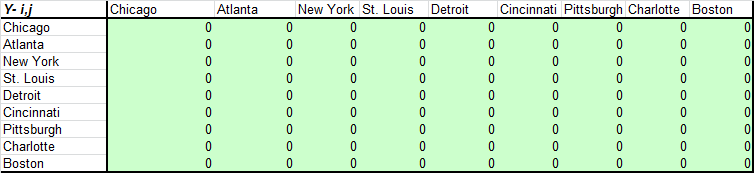 Y- i,j Chicago Atlanta New York St. Louis Detroit Cincinnati Pittsburgh Charlotte Boston
Chicago 0 0 0 0 0 0 0 0 0
Atlanta 0 0 0 0 0 0 0 0 0
New York 0 0 0 0 0 0 0 0 0
St. Louis 0 0 0 0 0 0 0 0 0
Detroit 0 0 0 0 0 0 0 0 0
Cincinnati 0 0 0 0 0 0 0 0 0
Pittsburgh 0 0 0 0 0 0 0 0 0
Charlotte 0 0 0 0 0 0 0 0 0
Boston 0 0 0 0 0 0 0 0 0